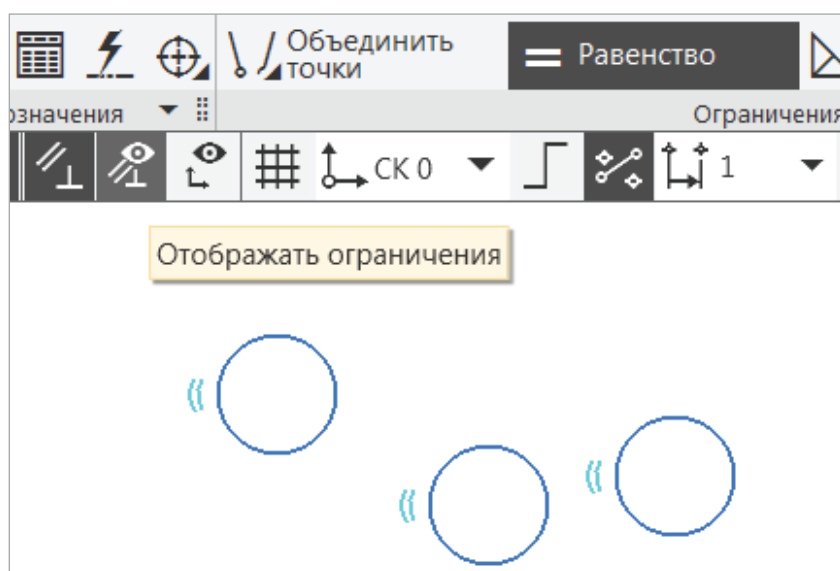 Объединить
точки
Равенство
означения
Ограничения
СК 0
1
Отображать ограничения